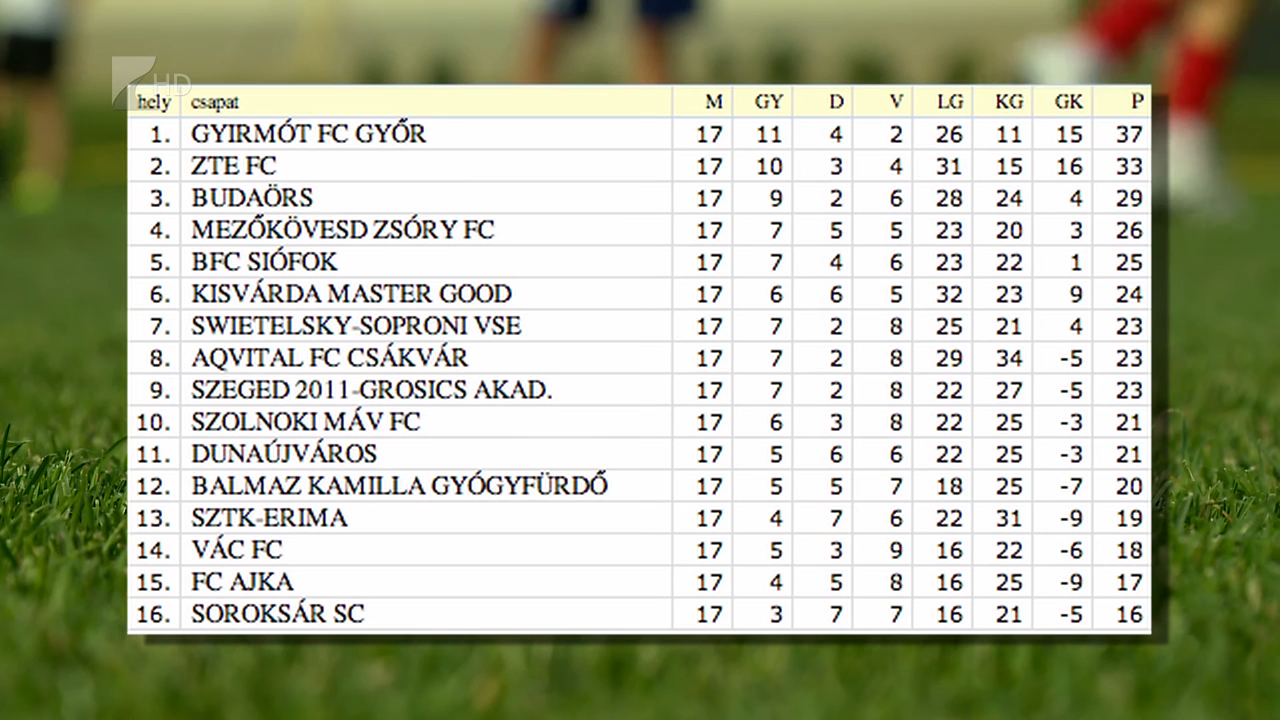 HD
hely csapat M GY D V LG KG GK P
1. GYIRMÓT FC GYŐR 17 11 4 2 26 11 15 37
2. ZTE FC 17 10 3 4 31 15 16 33
3. BUDAÖRS 17 9 2 6 28 24 4 29
4. MEZŐKÖVESD ZSÓRY FC 17 7 5 5 23 20 3 26
5. BFC SIÓFOK 17 7 4 6 23 22 1 25
6. KISVÁRDA MASTER GOOD 17 6 6 5 32 23 9 24
7. SWIETELSKY-SOPRONI VSE 17 7 2 8 25 21 4 23
8. AQVITAL FC CSÁKVÁR 17 7 2 8 29 34 -5 23
9. SZEGED 2011-GROSICS AKAD. 17 7 2 8 22 27 -5 23
10. SZOLNOKI MÁV FC 17 6 3 8 22 25 -3 21
11. DUNAÚJVÁROS 17 5 6 6 22 25 -3 21
12. BALMAZ KAMILLA GYÓGYFÜRDŐ 17 5 5 7 18 25 -7 20
13. SZTK-ERIMA 17 4 7 6 22 31 -9 19
14. VÁC FC 17 5 3 9 16 22 -6 18
15. FC AJKA 17 4 5 8 16 25 -9 17
16. SOROKSÁR SC 17 3 7 7 16 21 -5 16